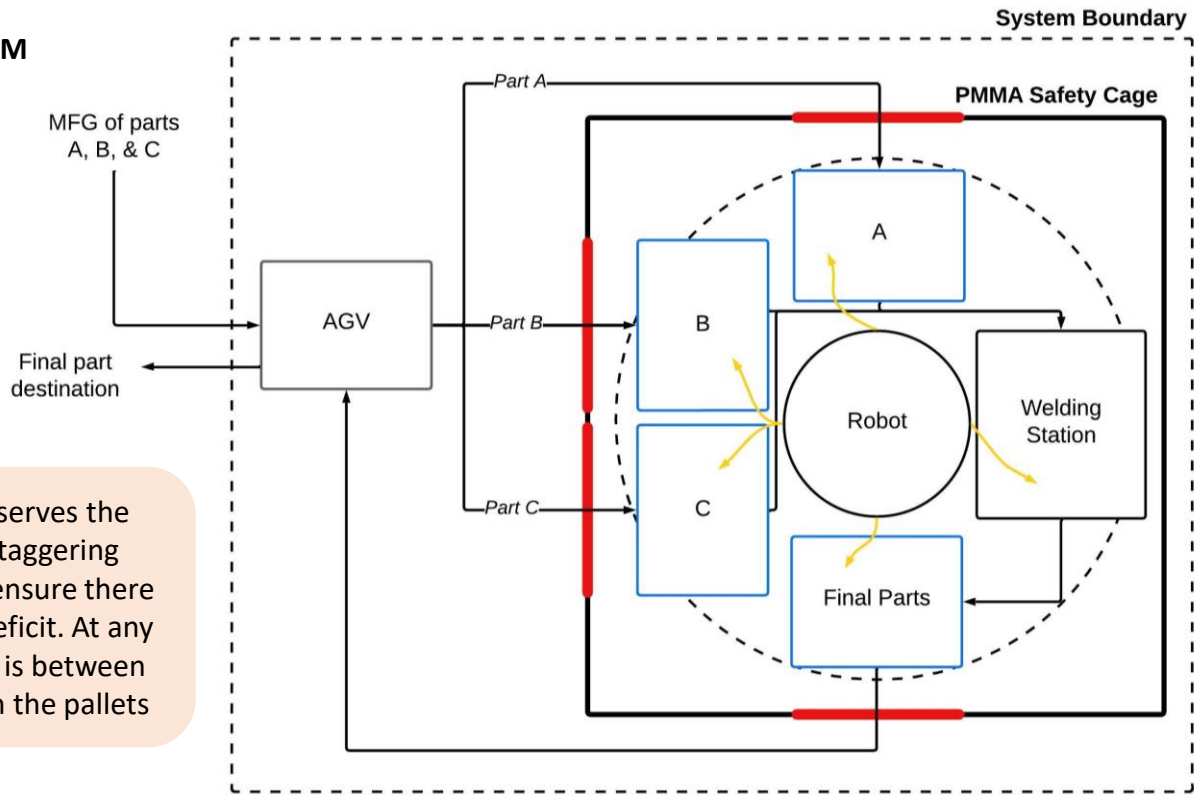 System Boundary
M
PMMA Safety Cage
MFG of parts
A, B, & C
Part A
A
AGV
Part B
B
Final part
destination
Robot
Welding
Station
Part C
C
Final Parts
serves the
taggering
ensure there
eficit. At any
is between
the pallets